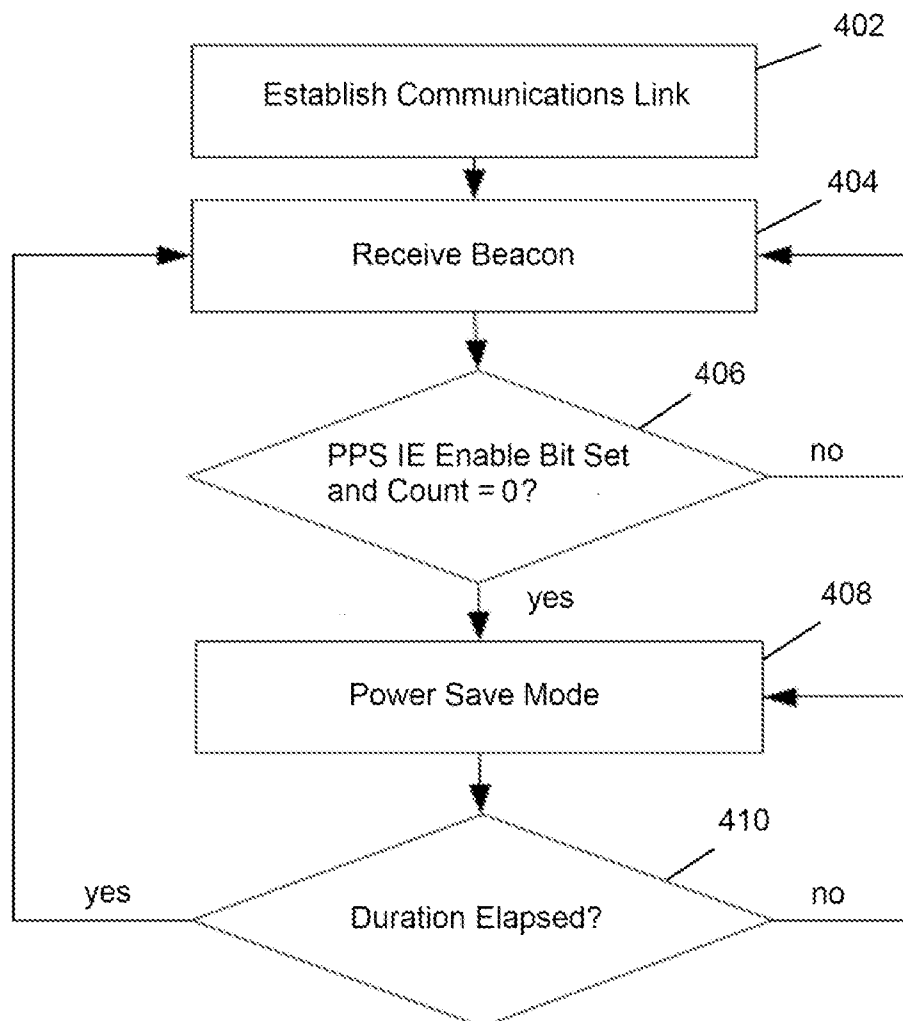 402
Establish Communications Link
404
Receive Beacon
406
PPS IE Enable Bit Set
and Count = 0?
no
yes
408
Power Save Mode
410
yes
Duration Elapsed?
no